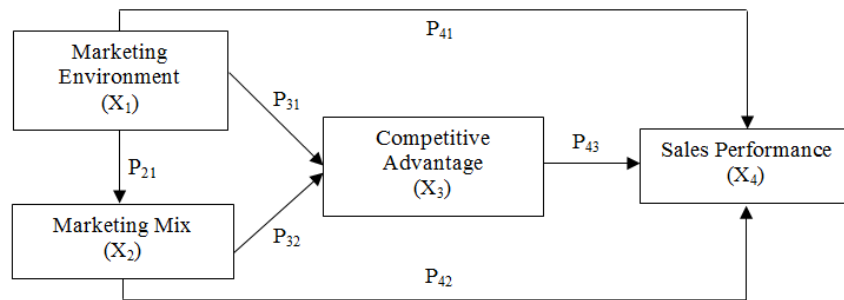 P₄₁
Marketing
Environment
(X₁)
P₃₁
Competitive
Advantage
(X₃)
P₄₃
Sales Performance
(X₄)
P₂₁
Marketing Mix
(X₂)
P₃₂
P₄₂